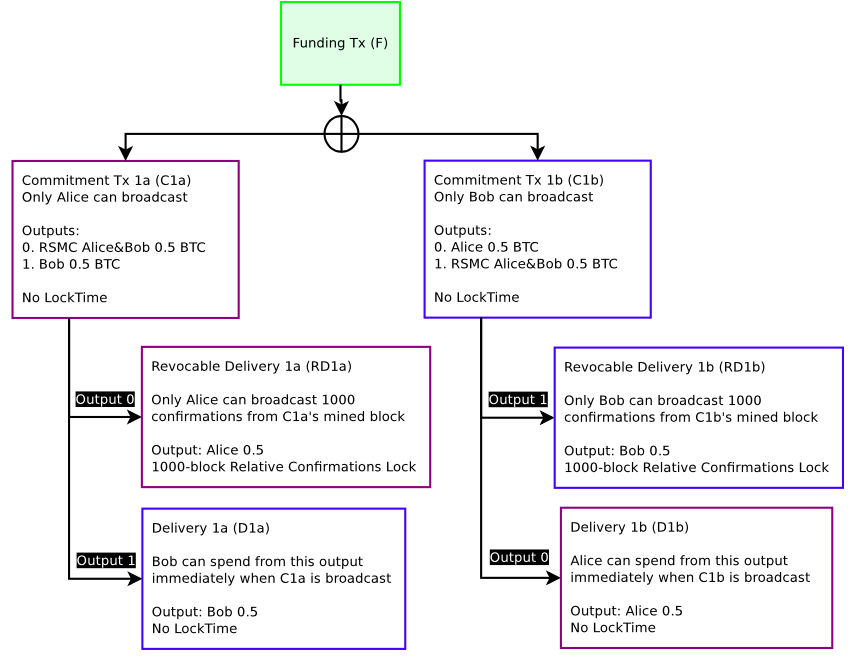 Funding Tx (F)
Commitment Tx 1a (C1a)
Only Alice can broadcast
Outputs:
0. RSMC Alice&Bob 0.5 BTC
1. Bob 0.5 BTC
No LockTime
Commitment Tx 1b (C1b)
Only Bob can broadcast
Outputs:
0. Alice 0.5 BTC
1. RSMC Alice&Bob 0.5 BTC
No LockTime
Output 0
Revocable Delivery 1a (RD1a)
Only Alice can broadcast 1000
confirmations from C1a's mined block
Output: Alice 0.5
1000-block Relative Confirmations Lock
Output 1
Revocable Delivery 1b (RD1b)
Only Bob can broadcast 1000
confirmations from C1b's mined block
Output: Bob 0.5
1000-block Relative Confirmations Lock
Output 1
Delivery 1a (D1a)
Bob can spend from this output
immediately when C1a is broadcast
Output: Bob 0.5
No LockTime
Output 0
Delivery 1b (D1b)
Alice can spend from this output
immediately when C1b is broadcast
Output: Alice 0.5
No LockTime